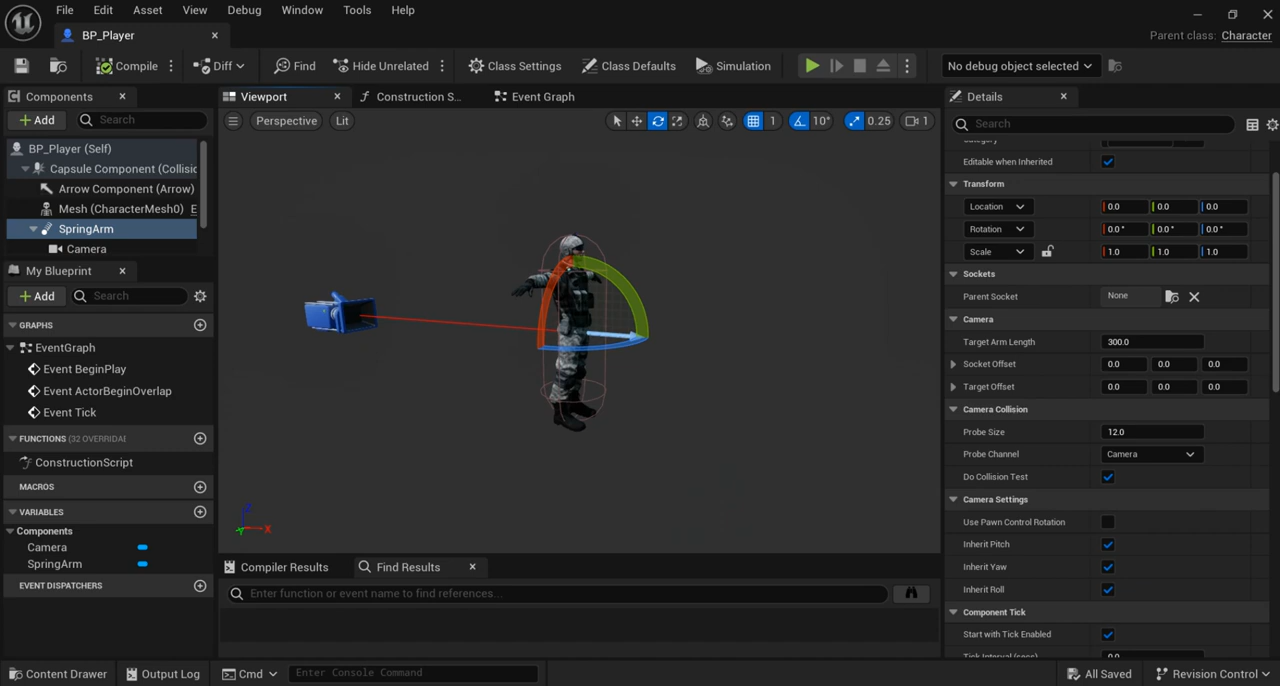 File Edit Asset View Debug Window Tools Help
BP_Player
Parent class: Character
Compile Diff Find Hide Unrelated Class Settings Class Defaults Simulation No debug object selected
Components
Add Search
BP_Player (Self)
Capsule Component (Collisic
Arrow Component (Arrow)
Mesh (CharacterMesh0) E
SpringArm
Camera
My Blueprint
Add Search
GRAPHS
EventGraph
Event BeginPlay
Event ActorBeginOverlap
Event Tick
FUNCTIONS (32 OVERRIDAI
ConstructionScript
MACROS
VARIABLES
Components
Camera
SpringArm
EVENT DISPATCHERS
Viewport Construction S... Event Graph
Perspective Lit 1 10° 0.25 1
Z X Y
Compiler Results Find Results
Enter function or event name to find references...
Details
Search
Editable when Inherited
Transform
Location 0.0 0.0 0.0
Rotation 0.0° 0.0° 0.0°
Scale 1.0 1.0 1.0
Sockets
Parent Socket None
Camera
Target Arm Length 300.0
Socket Offset 0.0 0.0 0.0
Target Offset 0.0 0.0 0.0
Camera Collision
Probe Size 12.0
Probe Channel Camera
Do Collision Test
Camera Settings
Use Pawn Control Rotation
Inherit Pitch
Inherit Yaw
Inherit Roll
Component Tick
Start with Tick Enabled
Tick Interval (secs) 0.0
Content Drawer Output Log Cmd Enter Console Command All Saved Revision Control